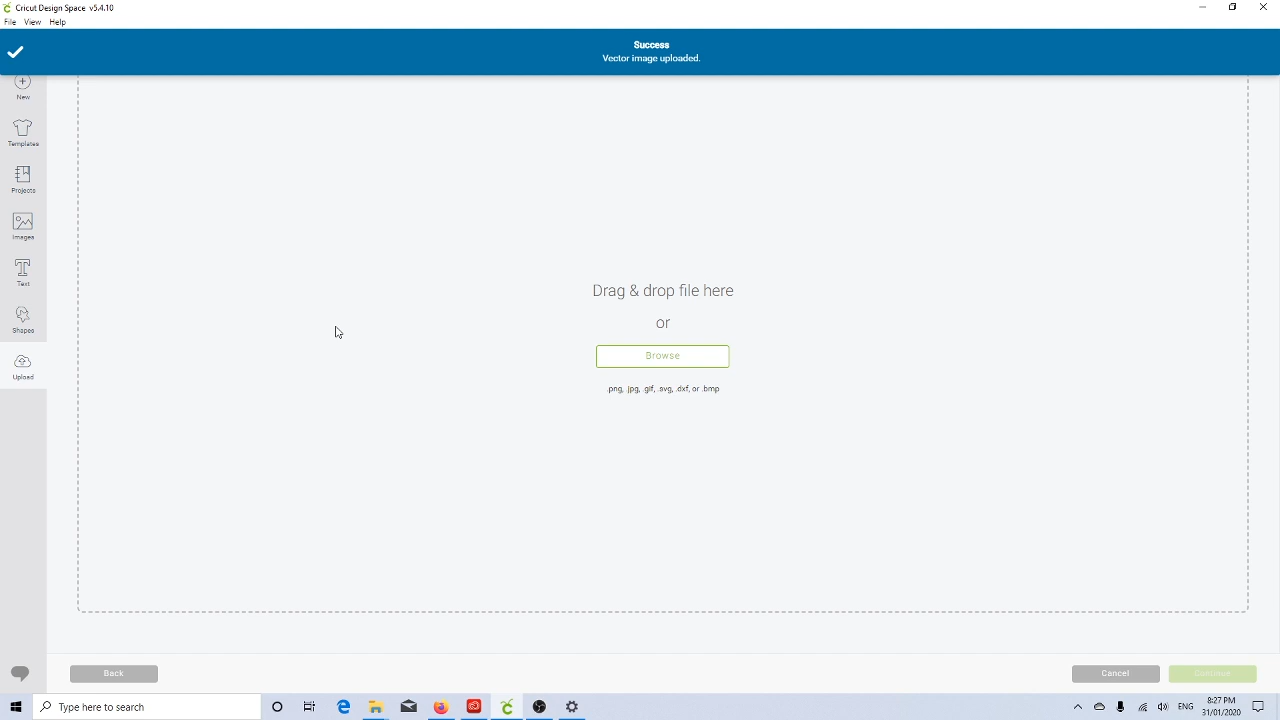 Cricut Design Space v5.4.10
File View Help
Success
Vector image uploaded.
New
Templates
Projects
Images
Text
Shapes
Upload
Drag & drop file here
or
Browse
.png, .jpg, .gif, .svg, .dxf, or .bmp
Back
Cancel
Continue
Type here to search
ENG
8:27 PM
31/01/2020